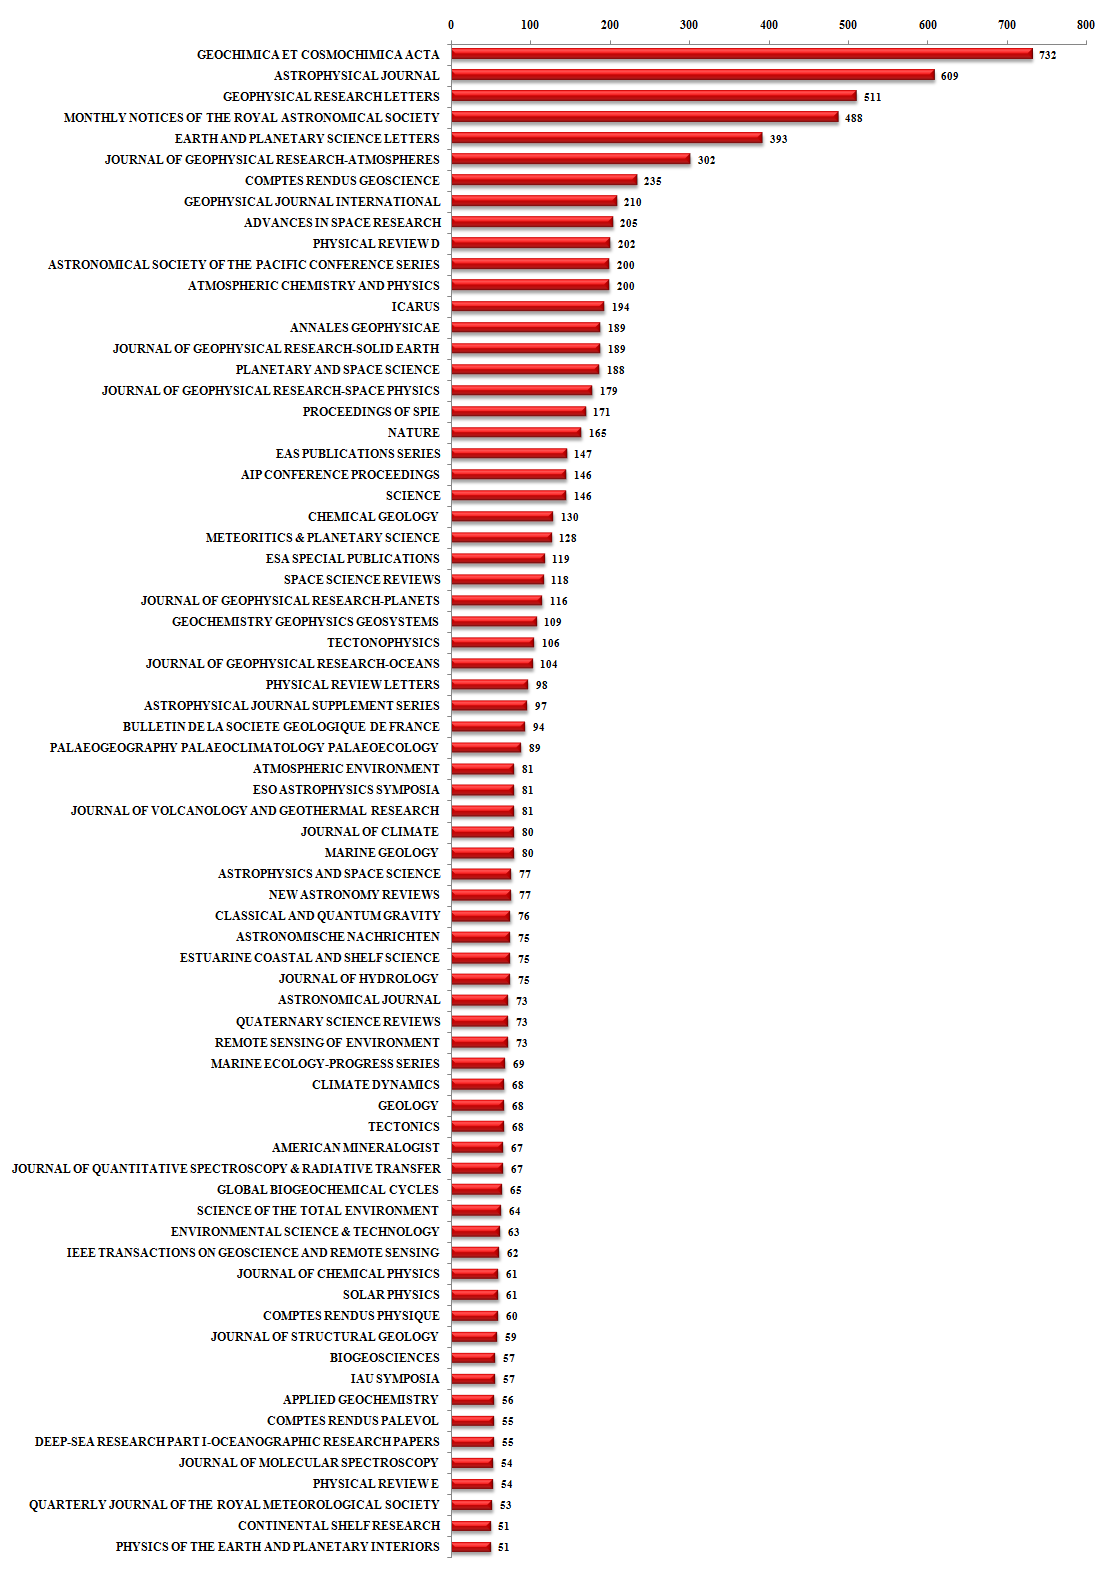 0 100 200 300 400 500 600 700 800
GEOCHIMICA ET COSMOCHIMICA ACTA 732
ASTROPHYSICAL JOURNAL 609
GEOPHYSICAL RESEARCH LETTERS 511
MONTHLY NOTICES OF THE ROYAL ASTRONOMICAL SOCIETY 488
EARTH AND PLANETARY SCIENCE LETTERS 393
JOURNAL OF GEOPHYSICAL RESEARCH-ATMOSPHERES 302
COMPTES RENDUS GEOSCIENCE 235
GEOPHYSICAL JOURNAL INTERNATIONAL 210
ADVANCES IN SPACE RESEARCH 205
PHYSICAL REVIEW D 202
ASTRONOMICAL SOCIETY OF THE PACIFIC CONFERENCE SERIES 200
ATMOSPHERIC CHEMISTRY AND PHYSICS 200
ICARUS 194
ANNALES GEOPHYSICAE 189
JOURNAL OF GEOPHYSICAL RESEARCH-SOLID EARTH 189
PLANETARY AND SPACE SCIENCE 188
JOURNAL OF GEOPHYSICAL RESEARCH-SPACE PHYSICS 179
PROCEEDINGS OF SPIE 171
NATURE 165
EAS PUBLICATIONS SERIES 147
AIP CONFERENCE PROCEEDINGS 146
SCIENCE 146
CHEMICAL GEOLOGY 130
METEORITICS & PLANETARY SCIENCE 128
ESA SPECIAL PUBLICATIONS 119
SPACE SCIENCE REVIEWS 118
JOURNAL OF GEOPHYSICAL RESEARCH-PLANETS 116
GEOCHEMISTRY GEOPHYSICS GEOSYSTEMS 109
TECTONOPHYSICS 106
JOURNAL OF GEOPHYSICAL RESEARCH-OCEANS 104
PHYSICAL REVIEW LETTERS 98
ASTROPHYSICAL JOURNAL SUPPLEMENT SERIES 97
BULLETIN DE LA SOCIETE GEOLOGIQUE DE FRANCE 94
PALAEOGEOGRAPHY PALAEOCLIMATOLOGY PALAEOECOLOGY 89
ATMOSPHERIC ENVIRONMENT 81
ESO ASTROPHYSICS SYMPOSIA 81
JOURNAL OF VOLCANOLOGY AND GEOTHERMAL RESEARCH 81
JOURNAL OF CLIMATE 80
MARINE GEOLOGY 80
ASTROPHYSICS AND SPACE SCIENCE 77
NEW ASTRONOMY REVIEWS 77
CLASSICAL AND QUANTUM GRAVITY 76
ASTRONOMISCHE NACHRICHTEN 75
ESTUARINE COASTAL AND SHELF SCIENCE 75
JOURNAL OF HYDROLOGY 75
ASTRONOMICAL JOURNAL 73
QUATERNARY SCIENCE REVIEWS 73
REMOTE SENSING OF ENVIRONMENT 73
MARINE ECOLOGY-PROGRESS SERIES 69
CLIMATE DYNAMICS 68
GEOLOGY 68
TECTONICS 68
AMERICAN MINERALOGIST 67
JOURNAL OF QUANTITATIVE SPECTROSCOPY & RADIATIVE TRANSFER 67
GLOBAL BIOGEOCHEMICAL CYCLES 65
SCIENCE OF THE TOTAL ENVIRONMENT 64
ENVIRONMENTAL SCIENCE & TECHNOLOGY 63
IEEE TRANSACTIONS ON GEOSCIENCE AND REMOTE SENSING 62
JOURNAL OF CHEMICAL PHYSICS 61
SOLAR PHYSICS 61
COMPTES RENDUS PHYSIQUE 60
JOURNAL OF STRUCTURAL GEOLOGY 59
BIOGEOSCIENCES 57
IAU SYMPOSIA 57
APPLIED GEOCHEMISTRY 56
COMPTES RENDUS PALEVOL 55
DEEP-SEA RESEARCH PART I-OCEANOGRAPHIC RESEARCH PAPERS 55
JOURNAL OF MOLECULAR SPECTROSCOPY 54
PHYSICAL REVIEW E 54
QUARTERLY JOURNAL OF THE ROYAL METEOROLOGICAL SOCIETY 53
CONTINENTAL SHELF RESEARCH 51
PHYSICS OF THE EARTH AND PLANETARY INTERIORS 51